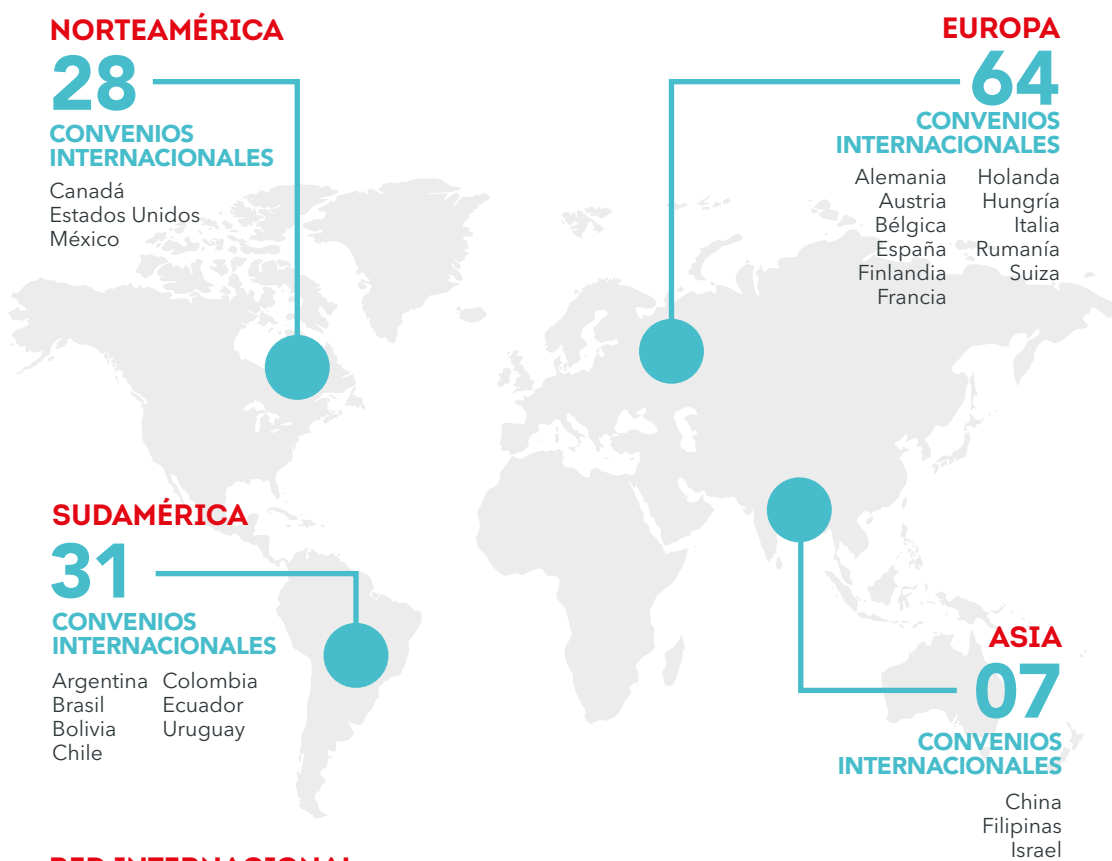 NORTEAMÉRICA
28
CONVENIOS
INTERNACIONALES
Canadá
Estados Unidos
México
EUROPA
64
CONVENIOS
INTERNACIONALES
Alemania
Austria
Bélgica
España
Finlandia
Francia
Holanda
Hungría
Italia
Rumanía
Suiza
SUDAMÉRICA
31
CONVENIOS
INTERNACIONALES
Argentina
Brasil
Bolivia
Chile
Colombia
Ecuador
Uruguay
ASIA
07
CONVENIOS
INTERNACIONALES
China
Filipinas
Israel
RED INTERNACIONAL